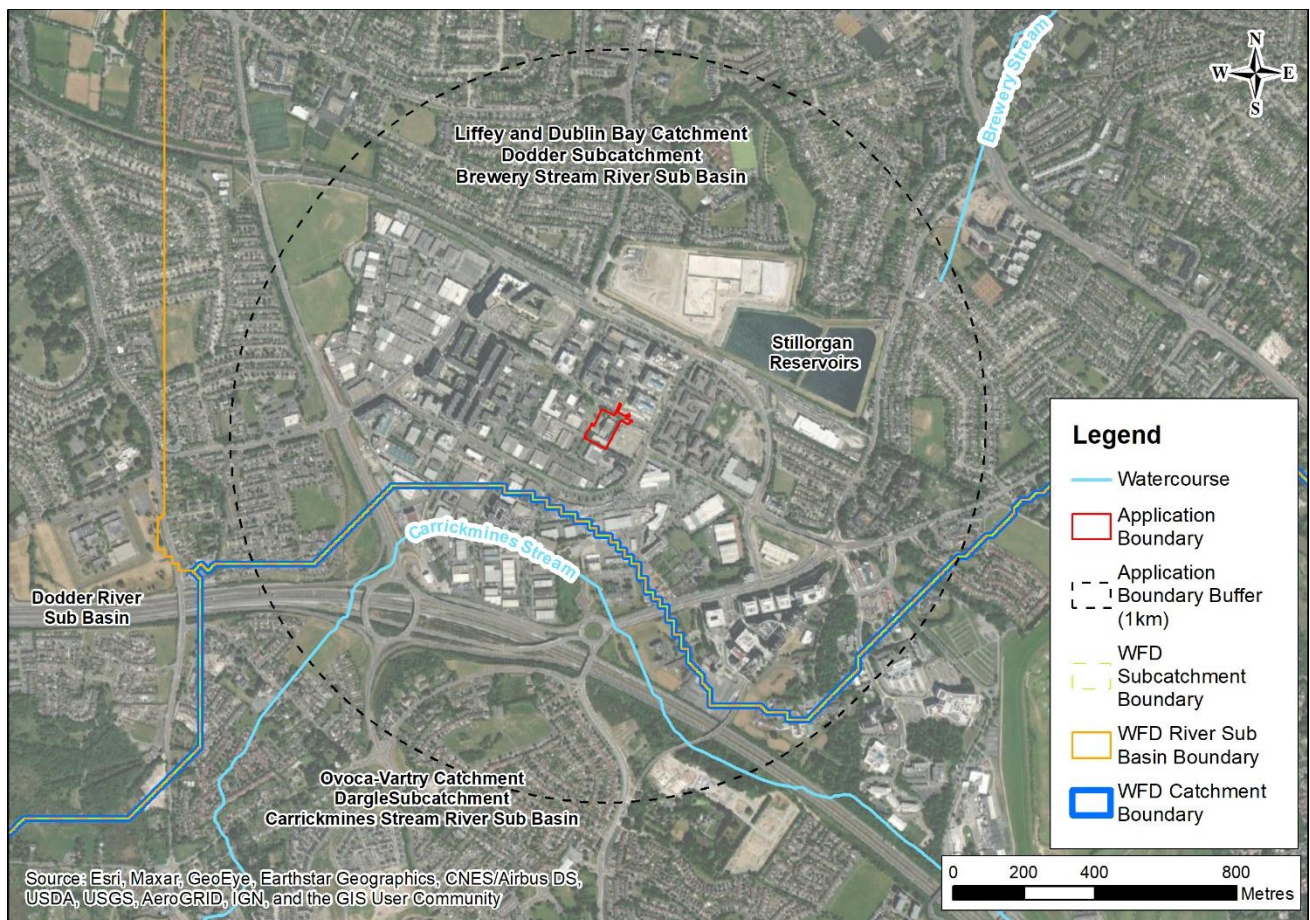 Brewery Stream
N
W E
S
Liffey and Dublin Bay Catchment
Dodder Subcatchment
Brewery Stream River Sub Basin
Stillorgan
Reservoirs
Carrickmines Stream
Dodder River
Sub Basin
Ovoca-Vartry Catchment
DargleSubcatchment
Carrickmines Stream River Sub Basin
Legend
Watercourse
Application
Boundary
Application
Boundary Buffer
(1km)
WFD
Subcatchment
Boundary
WFD River Sub
Basin Boundary
WFD Catchment
Boundary
0 200 400 800
Metres
Source: Esri, Maxar, GeoEye, Earthstar Geographics, CNES/Airbus DS,
USDA, USGS, AeroGRID, IGN, and the GIS User Community